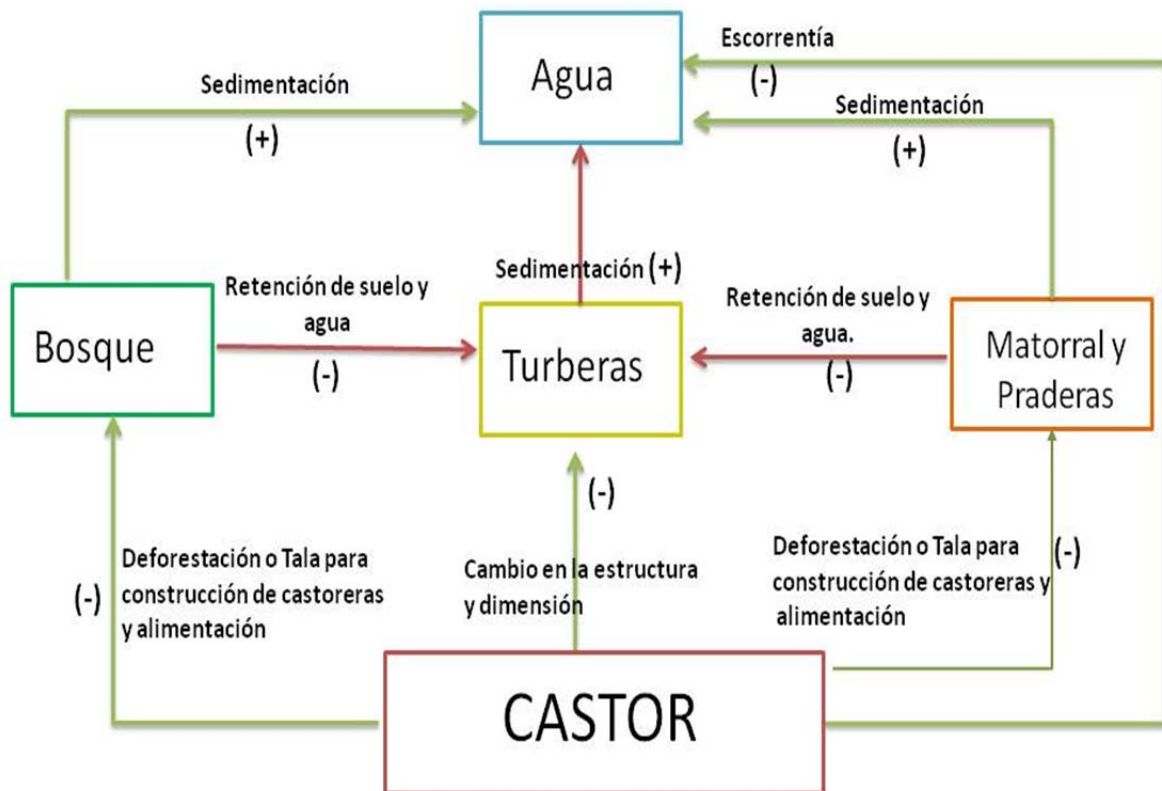 Escorrentía
(-)
Agua
Sedimentación
(+)
Sedimentación
(+)
Sedimentación (+)
Retención de suelo y
agua
(-)
Retención de suelo y
agua.
(-)
Bosque
Turberas
Matorral y
Praderas
(-)
Deforestación o Tala para
construcción de castoreras
y alimentación
(-)
Cambio en la estructura
y dimensión
(-)
Deforestación o Tala para
construcción de castoreras y
alimentación
(-)
CASTOR